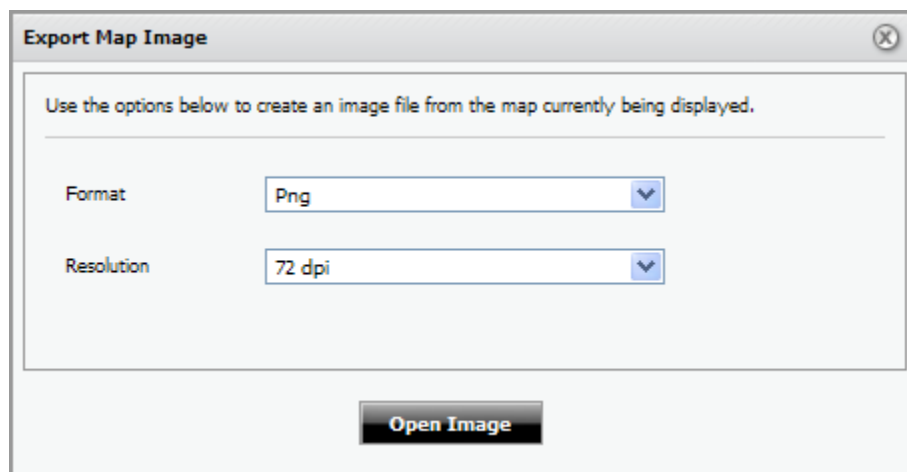 Export Map Image
Use the options below to create an image file from the map currently being displayed.
Format Png
Resolution 72 dpi
Open Image